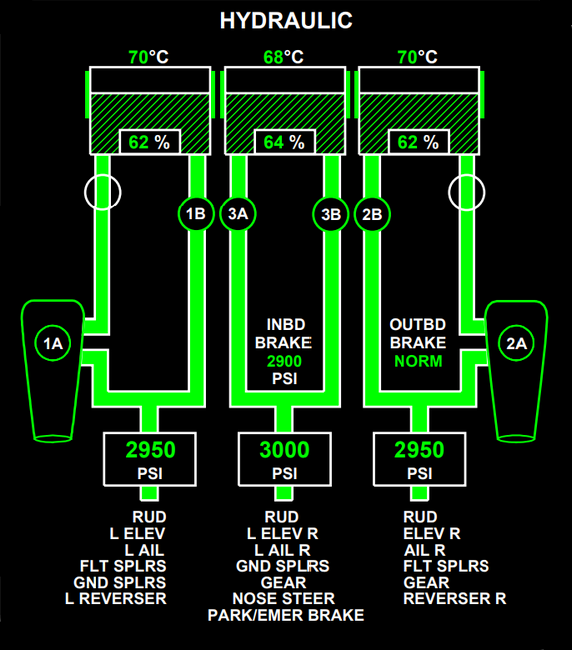 HYDRAULIC
70°C 68°C 70°C
62 % 64 % 62 %
1B 3A 3B 2B
INBD OUTBD
1A BRAKE BRAKE 2A
2900 NORM
PSI
2950 3000 2950
PSI PSI PSI
RUD RUD RUD
L ELEV L ELEV R ELEV R
L AIL L AIL R AIL R
FLT SPLRS GND SPLRS FLT SPLRS
GND SPLRS GEAR GEAR
L REVERSER NOSE STEER REVERSER R
PARK/EMER BRAKE